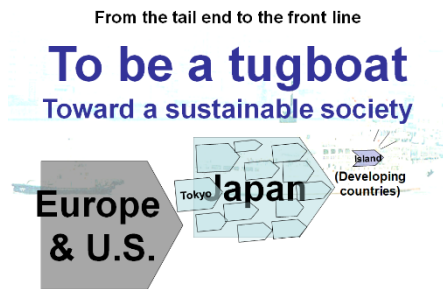 From the tail end to the front line
To be a tugboat
Toward a sustainable society
Island
(Developing
countries)
Tokyo
Japan
Europe
& U.S.